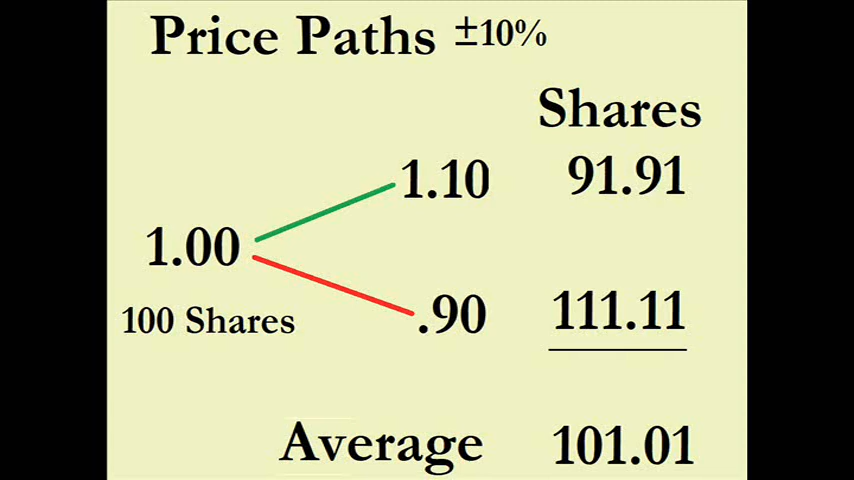 Price Paths ±10%
Shares
1.10 91.91
1.00
.90 111.11
100 Shares
Average 101.01